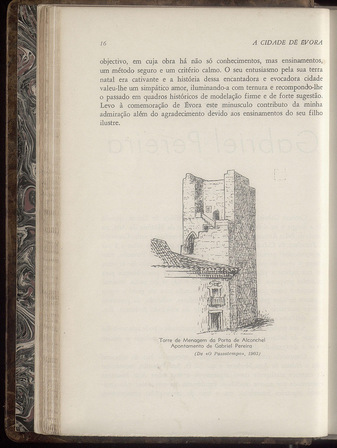 16
A CIDADE DE ÉVORA
objectivo, em cuja obra há não só conhecimentos, mas ensinamentos,
um método seguro e um critério calmo. O seu entusiasmo pela sua terra
natal era cativante e a história dessa encantadora e evocadora cidade
valeu-lhe um simpático amor, iluminando-a com ternura e recompondo-lhe
o passado em quadros históricos de modelação firme e de forte sugestão.
Levo à comemoração de Évora este minusculo contributo da minha
admiração além do agradecimento devido aos ensinamentos do seu filho
ilustre.
Torre de Menagem da Porta de Alconchel
Apontamento de Gabriel Pereira
(De «O Passatempo», 1901)